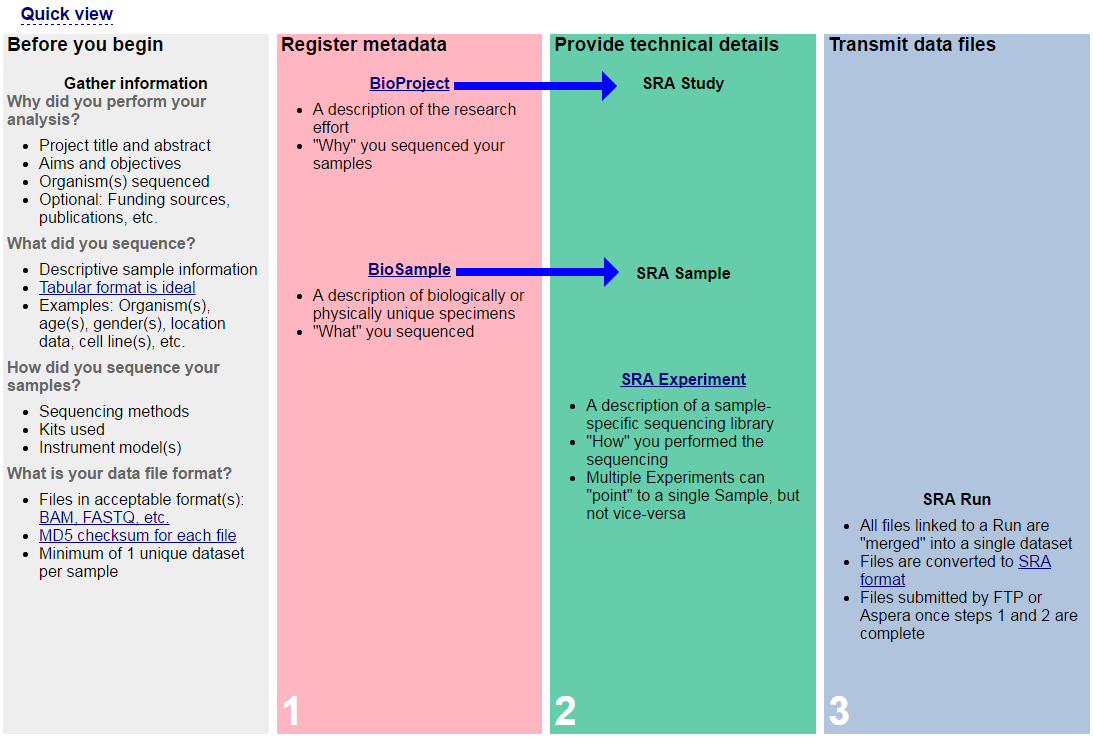 Quick view
Before you begin
Gather information
Why did you perform your
analysis?
• Project title and abstract
• Aims and objectives
• Organism(s) sequenced
• Optional: Funding sources,
publications, etc.
What did you sequence?
• Descriptive sample information
• Tabular format is ideal
• Examples: Organism(s),
age(s), gender(s), location
data, cell line(s), etc.
How did you sequence your
samples?
• Sequencing methods
• Kits used
• Instrument model(s)
What is your data file format?
• Files in acceptable format(s):
BAM, FASTQ, etc.
• MD5 checksum for each file
• Minimum of 1 unique dataset
per sample
Register metadata
BioProject
• A description of the research
effort
• "Why" you sequenced your
samples
BioSample
• A description of biologically or
physically unique specimens
• "What" you sequenced
1
Provide technical details
SRA Study
SRA Sample
SRA Experiment
• A description of a sample-
specific sequencing library
• "How" you performed the
sequencing
• Multiple Experiments can
"point" to a single Sample, but
not vice-versa
2
Transmit data files
SRA Run
• All files linked to a Run are
"merged" into a single dataset
• Files are converted to SRA
format
• Files submitted by FTP or
Aspera once steps 1 and 2 are
complete
3